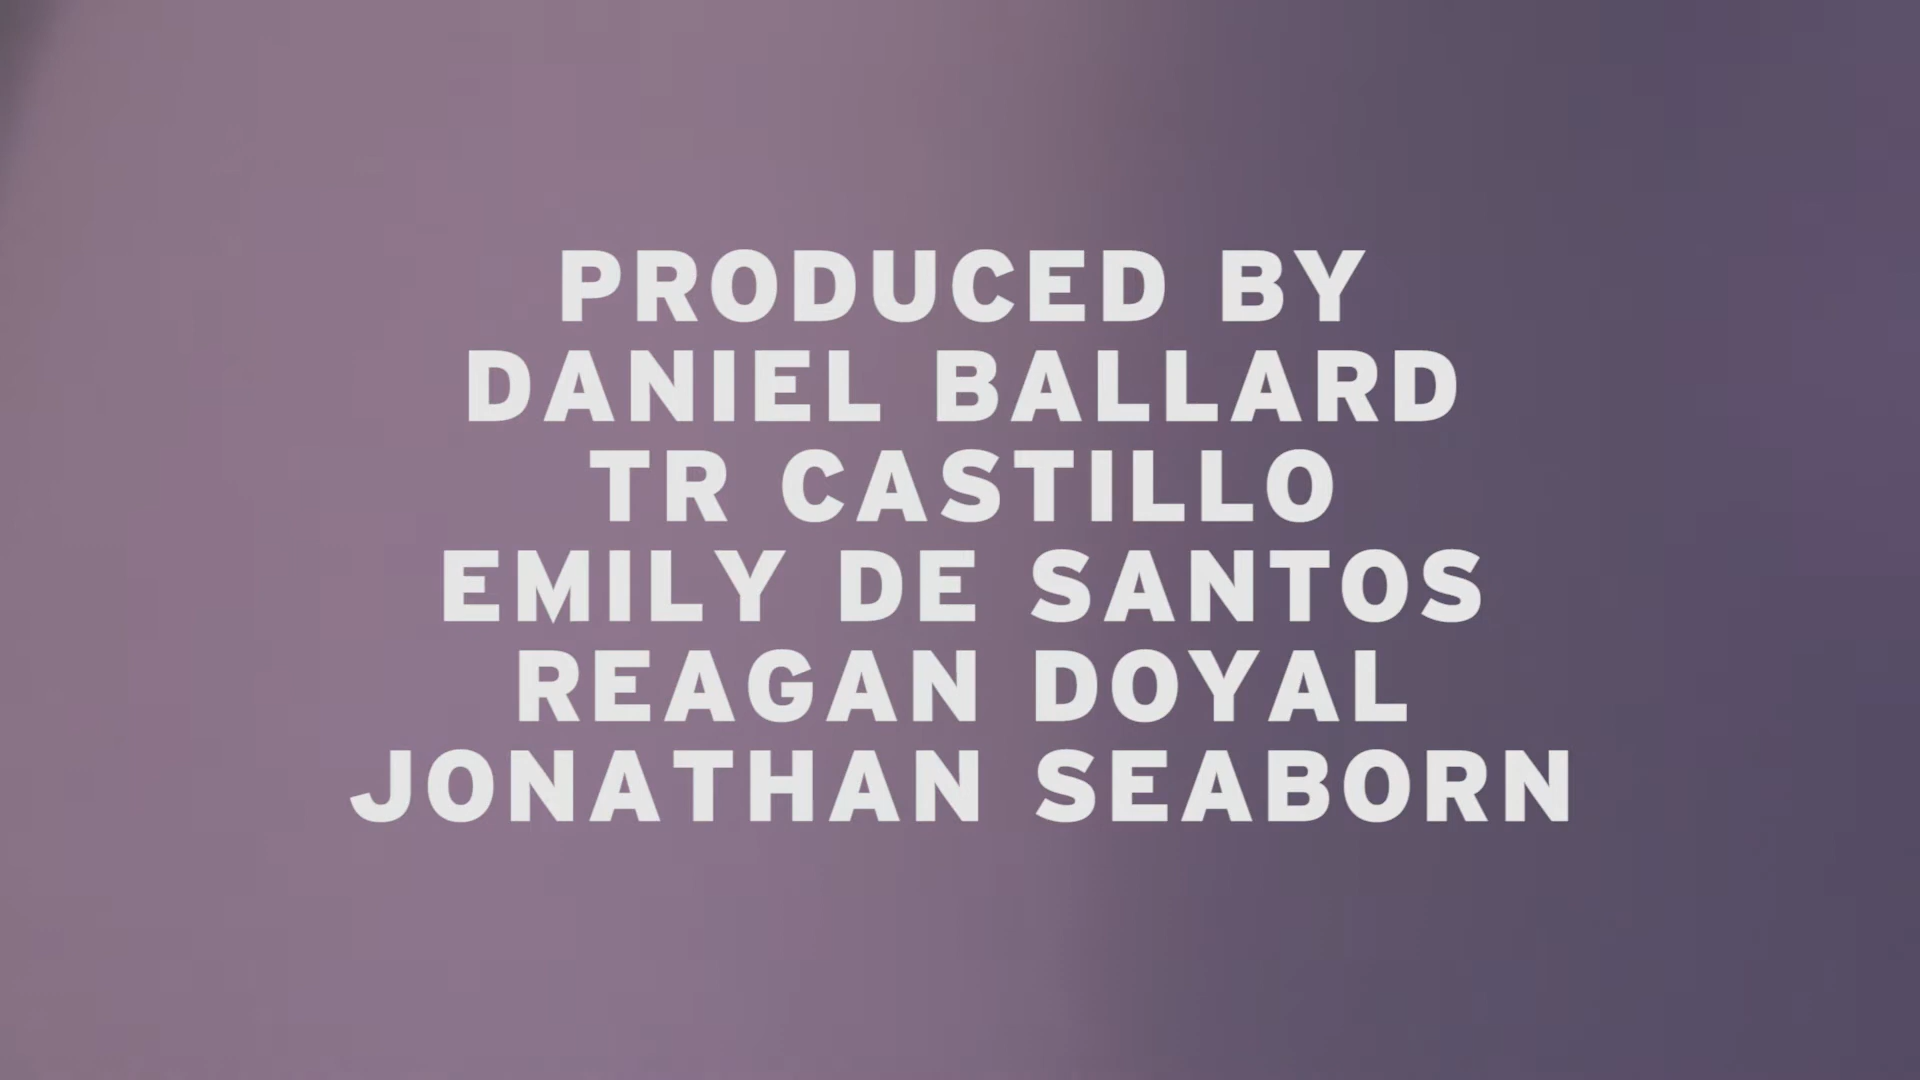 PRODUCED BY
DANIEL BALLARD
TR CASTILLO
EMILY DE SANTOS
REAGAN DOYAL
JONATHAN SEABORN